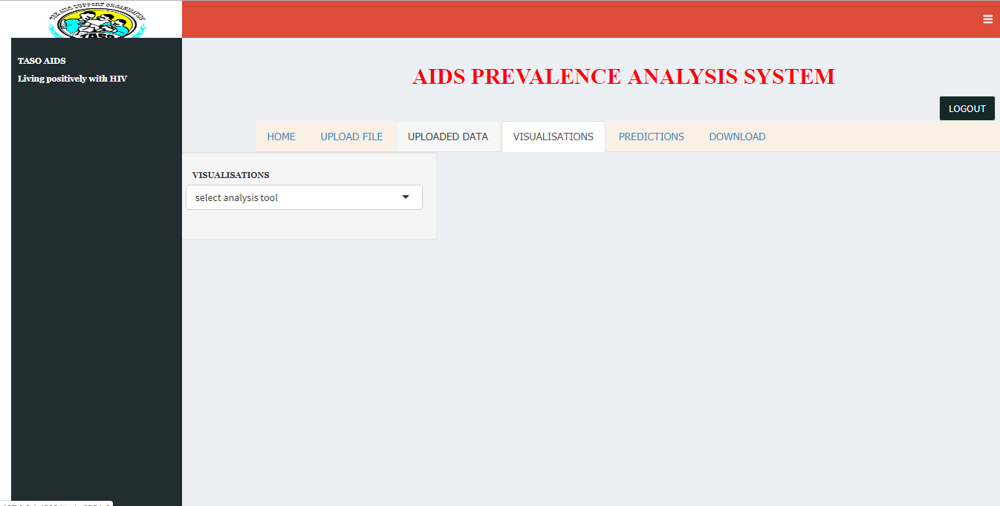 THE AIDS SUPPORT ORGANISATION
TASO
TASO AIDS
Living positively with HIV
AIDS PREVALENCE ANALYSIS SYSTEM
LOGOUT
HOME UPLOAD FILE UPLOADED DATA VISUALISATIONS PREDICTIONS DOWNLOAD
VISUALISATIONS
select analysis tool